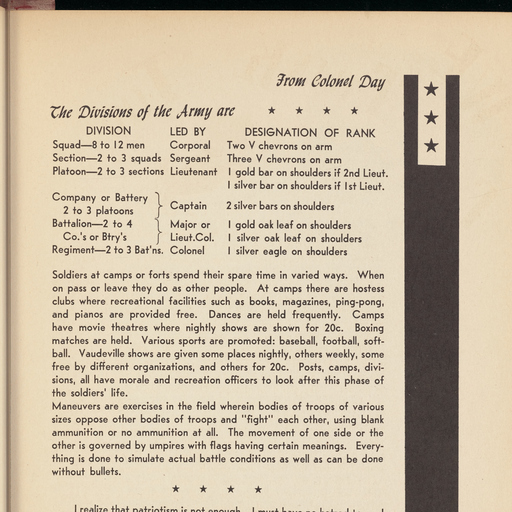 From Colonel Day
The Divisions of the Army are ★ ★ ★ ★
DIVISION LED BY DESIGNATION OF RANK
Squad—8 to 12 men Corporal Two V chevrons on arm
Section—2 to 3 squads Sergeant Three V chevrons on arm
Platoon—2 to 3 sections Lieutenant 1 gold bar on shoulders if 2nd Lieut.
1 silver bar on shoulders if 1st Lieut.
Company or Battery
2 to 3 platoons } Captain 2 silver bars on shoulders
Battalion—2 to 4 Major or 1 gold oak leaf on shoulders
Co.'s or Btry's } Lieut.Col. 1 silver oak leaf on shoulders
Regiment—2 to 3 Bat'ns. Colonel 1 silver eagle on shoulders
Soldiers at camps or forts spend their spare time in varied ways. When
on pass or leave they do as other people. At camps there are hostess
clubs where recreational facilities such as books, magazines, ping-pong,
and pianos are provided free. Dances are held frequently. Camps
have movie theatres where nightly shows are shown for 20c. Boxing
matches are held. Various sports are promoted: baseball, football, soft-
ball. Vaudeville shows are given some places nightly, others weekly, some
free by different organizations, and others for 20c. Posts, camps, divi-
sions, all have morale and recreation officers to look after this phase of
the soldiers' life.
Maneuvers are exercises in the field wherein bodies of troops of various
sizes oppose other bodies of troops and "fight" each other, using blank
ammunition or no ammunition at all. The movement of one side or the
other is governed by umpires with flags having certain meanings. Every-
thing is done to simulate actual battle conditions as well as can be done
without bullets.
★ ★ ★ ★
I realize that patriotism is not enough. I must have no